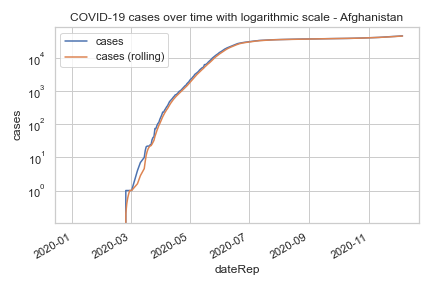 COVID-19 cases over time with logarithmic scale - Afghanistan
cases
cases (rolling)
10^4
10^3
10^2
10^1
10^0
cases
2020-01
2020-03
2020-05
2020-07
2020-09
2020-11
dateRep